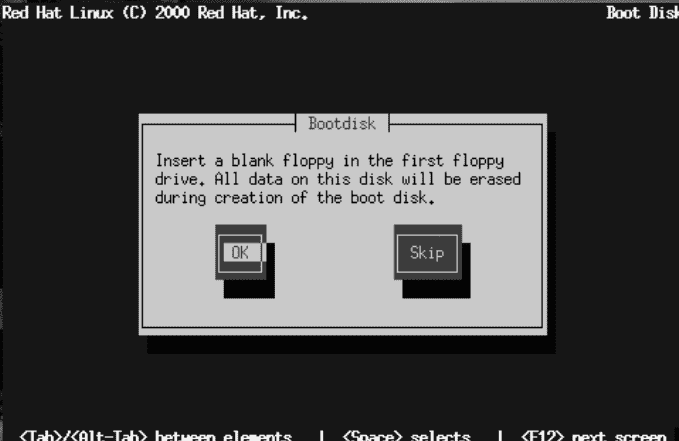 Red Hat Linux (C) 2000 Red Hat, Inc. Boot Disk
Bootdisk
Insert a blank floppy in the first floppy
drive. All data on this disk will be erased
during creation of the boot disk.
OK Skip
<Tab>/<Alt-Tab> between elements | <Space> selects | <F12> next screen